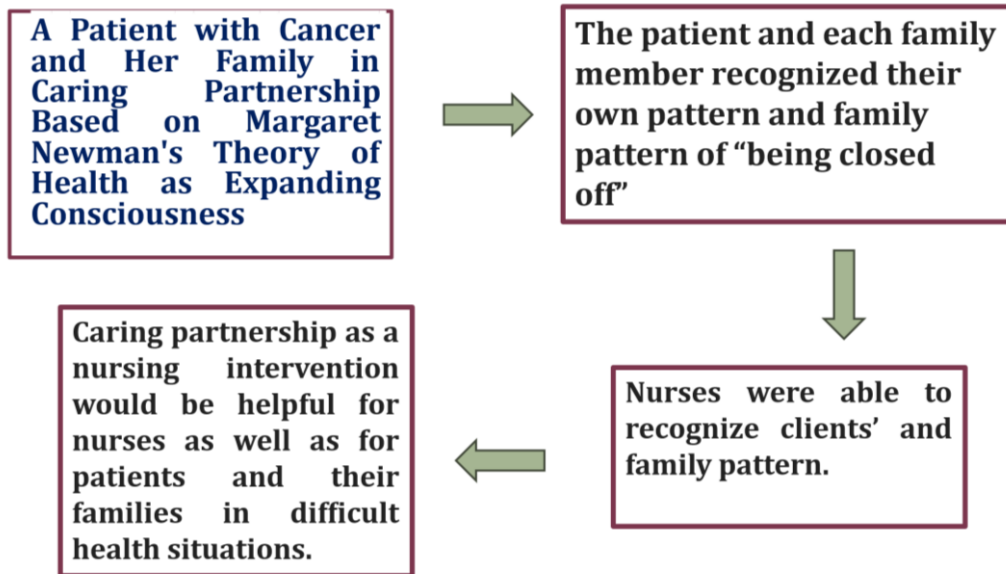 A Patient with Cancer
and Her Family in
Caring Partnership
Based on Margaret
Newman's Theory of
Health as Expanding
Consciousness
The patient and each family
member recognized their
own pattern and family
pattern of “being closed
off”
Nurses were able to
recognize clients’ and
family pattern.
Caring partnership as a
nursing intervention
would be helpful for
nurses as well as for
patients and their
families in difficult
health situations.